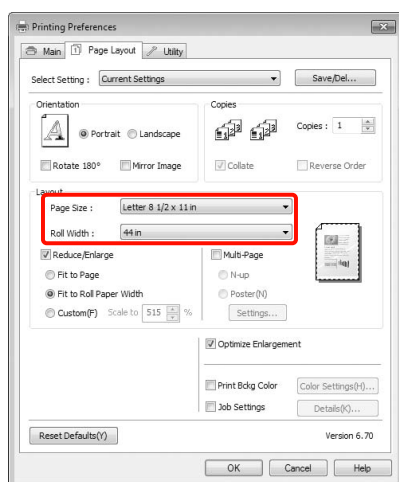 Printing Preferences
Main Page Layout Utility
Select Setting : Current Settings Save/Del...
Orientation Copies
Portrait Landscape Copies : 1
Rotate 180° Mirror Image Collate Reverse Order
Layout
Page Size : Letter 8 1/2 x 11 in
Roll Width : 44 in
Reduce/Enlarge Multi-Page
Fit to Page N-up
Fit to Roll Paper Width Poster(N)
Custom(F) Scale to 515 % Settings...
Optimize Enlargement
Print Bckg Color Color Settings(H)...
Job Settings Details(K)...
Reset Defaults(Y) Version 6.70
OK Cancel Help